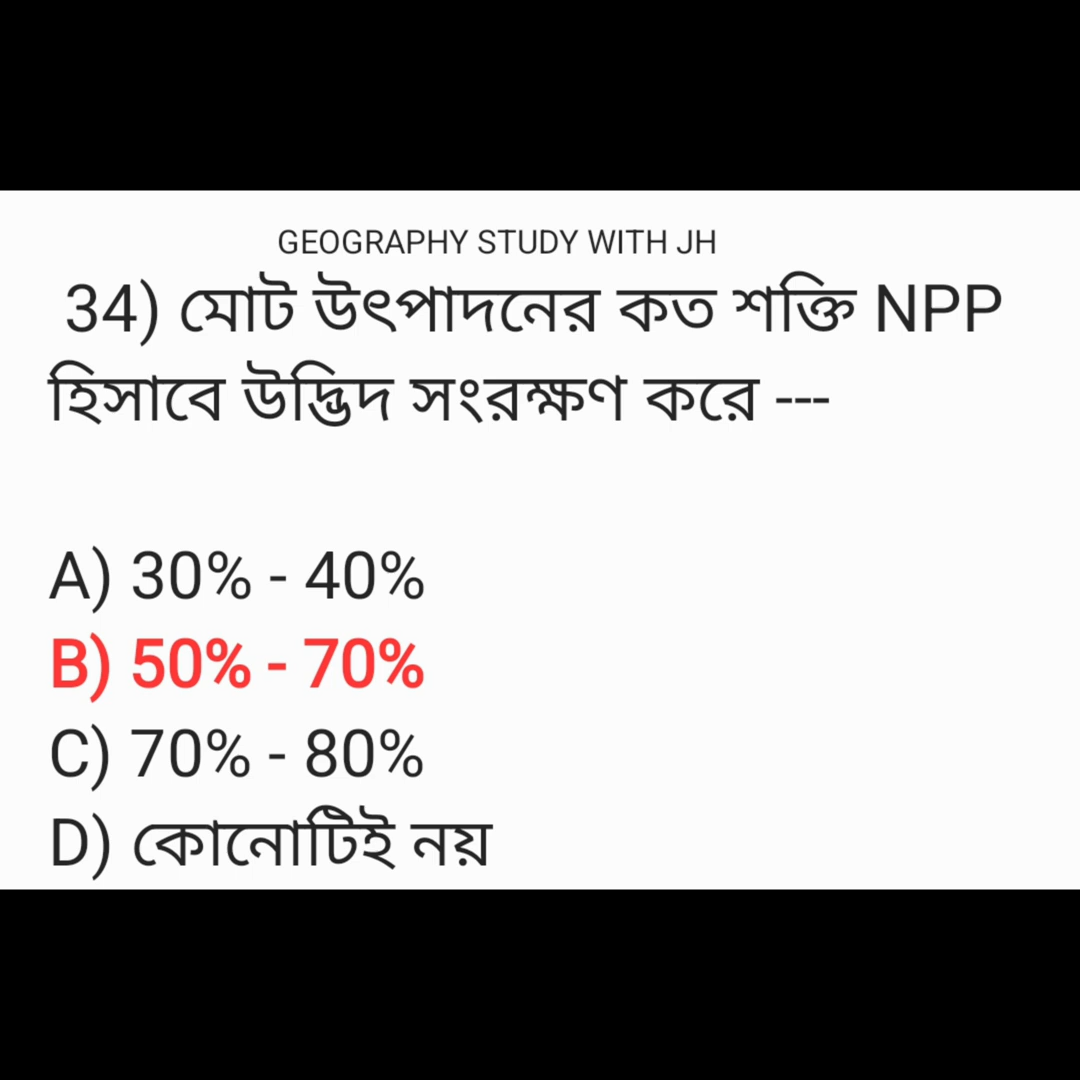 GEOGRAPHY STUDY WITH JH
34) মোট উৎপাদনের কত শক্তি NPP
হিসাবে উদ্ভিদ সংরক্ষণ করে ---
A) 30% - 40%
B) 50% - 70%
C) 70% - 80%
D) কোনোটিই নয়